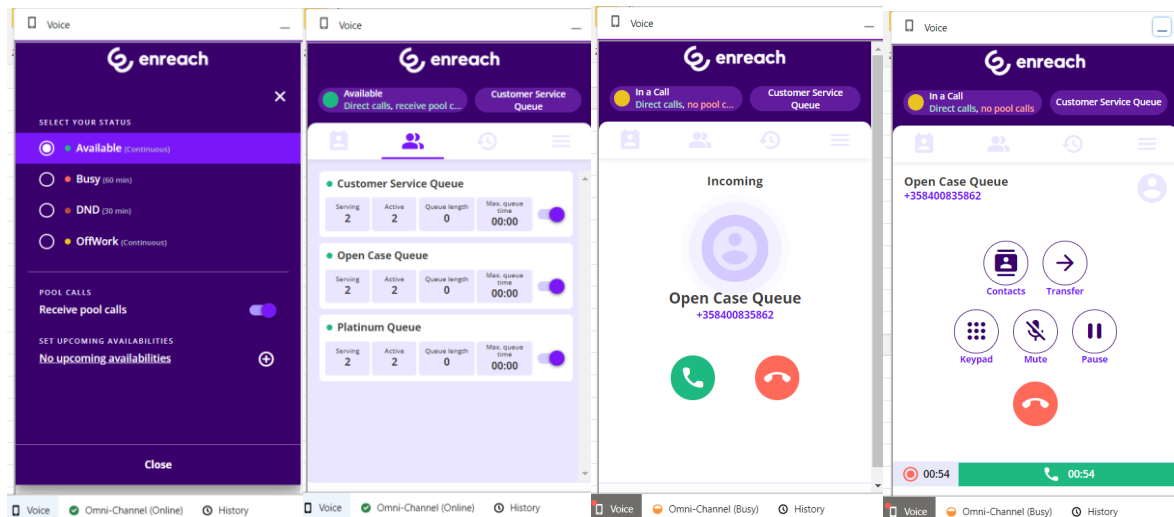 Voice
enreach
SELECT YOUR STATUS
Available (Continuous)
Busy (60 min)
DND (30 min)
OffWork (Continuous)
POOL CALLS
Receive pool calls
SET UPCOMING AVAILABILITIES
No upcoming availabilities
Close
Voice Omni-Channel (Online) History
Voice
enreach
Available
Direct calls, receive pool c...
Customer Service
Queue
Customer Service Queue
Serving Active Queue length Max. queue
time
2 2 0 00:00
Open Case Queue
Serving Active Queue length Max. queue
time
2 2 0 00:00
Platinum Queue
Serving Active Queue length Max. queue
time
2 2 0 00:00
Voice Omni-Channel (Online) History
Voice
enreach
In a Call
Direct calls, no pool c...
Customer Service
Queue
Incoming
Open Case Queue
+358400835862
Voice Omni-Channel (Busy) History
Voice
enreach
In a Call
Direct calls, no pool calls
Customer Service Queue
Open Case Queue
+358400835862
Contacts Transfer
Keypad Mute Pause
00:54 00:54
Voice Omni-Channel (Busy) History